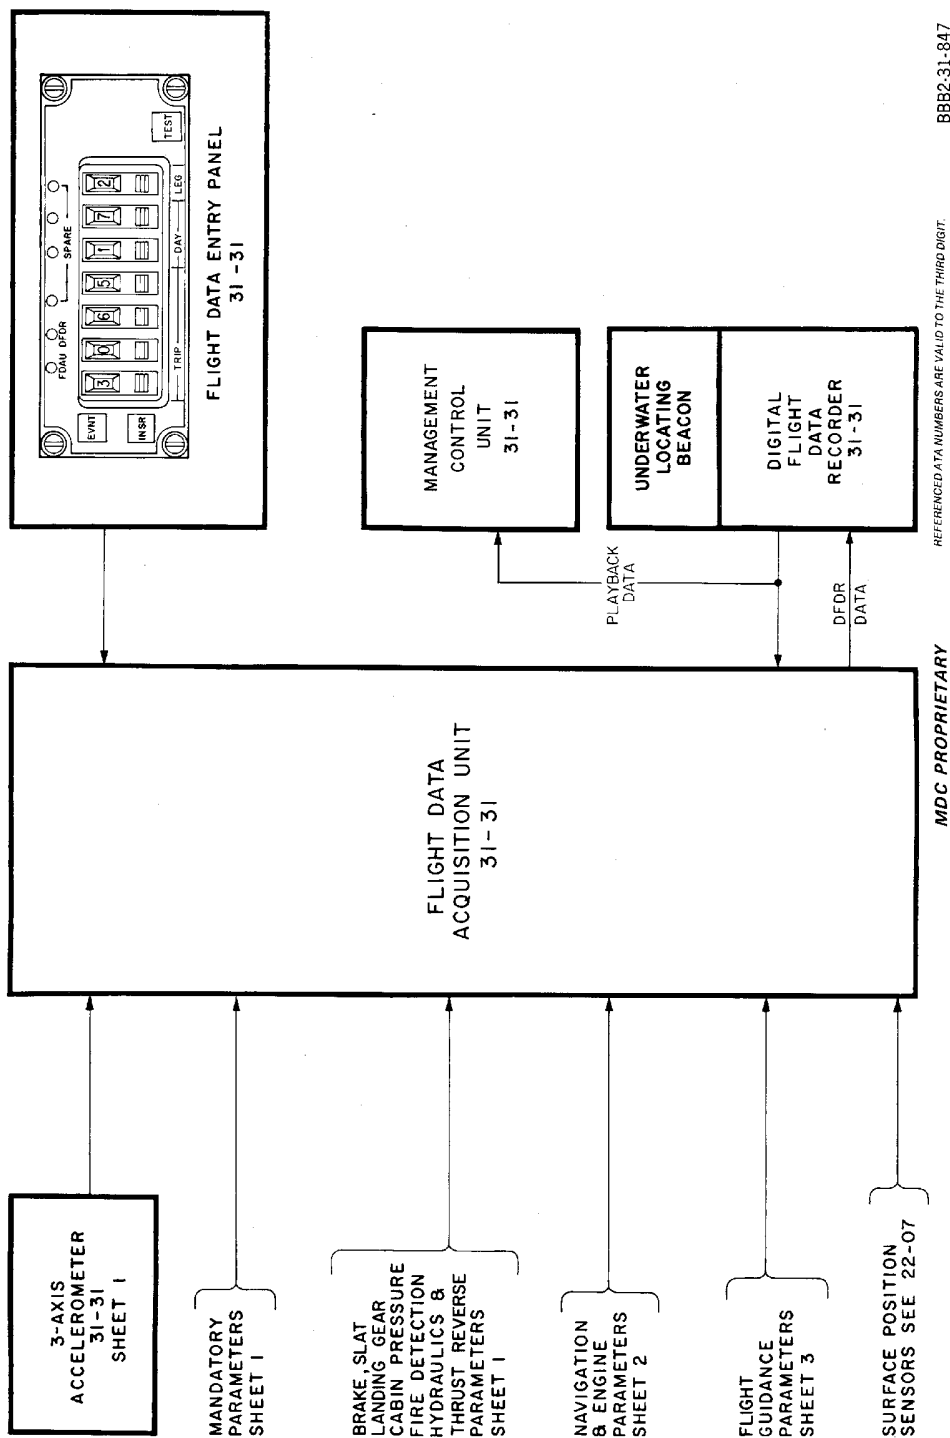 3-AXIS
ACCELEROMETER
31-31
SHEET 1
MANDATORY
PARAMETERS
SHEET 1
BRAKE, SLAT
LANDING GEAR
CABIN PRESSURE
FIRE DETECTION
HYDRAULICS &
THRUST REVERSE
PARAMETERS
SHEET 1
NAVIGATION
& ENGINE
PARAMETERS
SHEET 2
FLIGHT
GUIDANCE
PARAMETERS
SHEET 3
SURFACE POSITION
SENSORS SEE 22-07
FLIGHT DATA
ACQUISITION UNIT
31-31
FDAU DFDR
SPARE
EVNT
INSR
3 0 6 5 1 7 2
TRIP DAY LEG
TEST
FLIGHT DATA ENTRY PANEL
31-31
MANAGEMENT
CONTROL
UNIT
31-31
PLAYBACK
DATA
UNDERWATER
LOCATING
BEACON
DIGITAL
FLIGHT
DATA
RECORDER
31-31
DFDR
DATA
MDC PROPRIETARY
REFERENCED ATA NUMBERS ARE VALID TO THE THIRD DIGIT.
BBB2-31-847